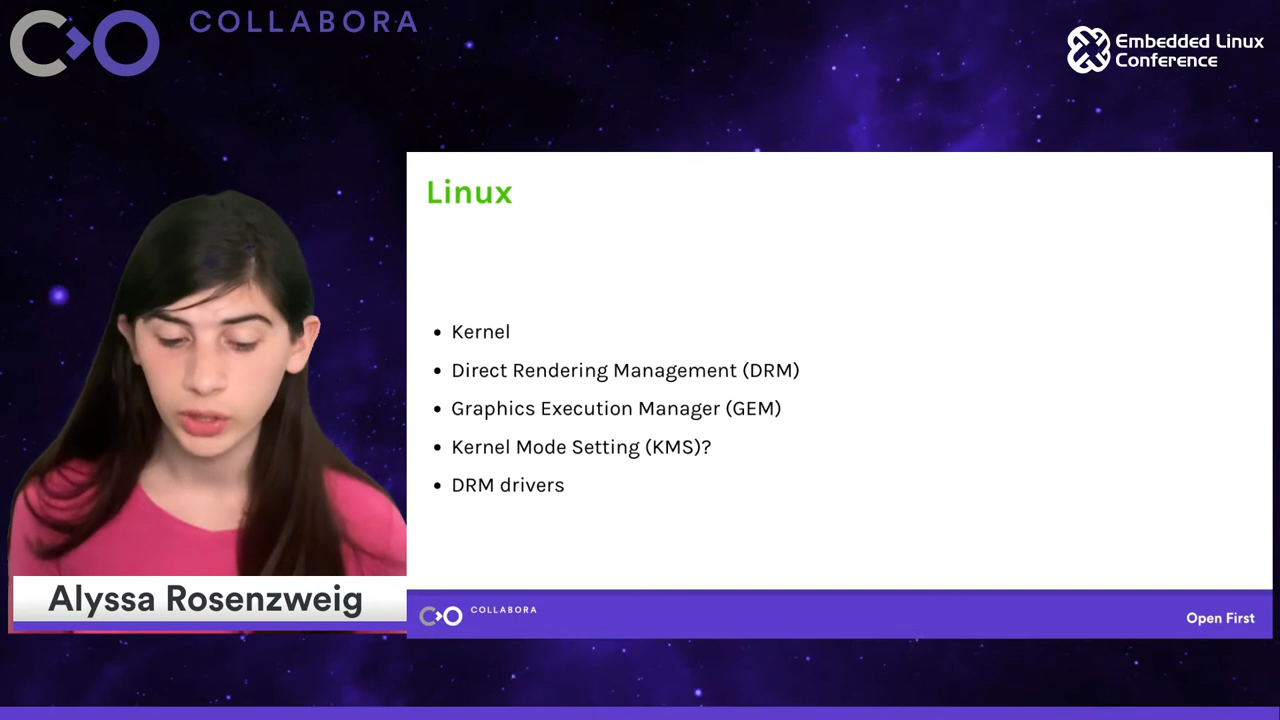 COLLABORA
Embedded Linux
Conference
Linux
• Kernel
• Direct Rendering Management (DRM)
• Graphics Execution Manager (GEM)
• Kernel Mode Setting (KMS)?
• DRM drivers
Alyssa Rosenzweig
COLLABORA
Open First